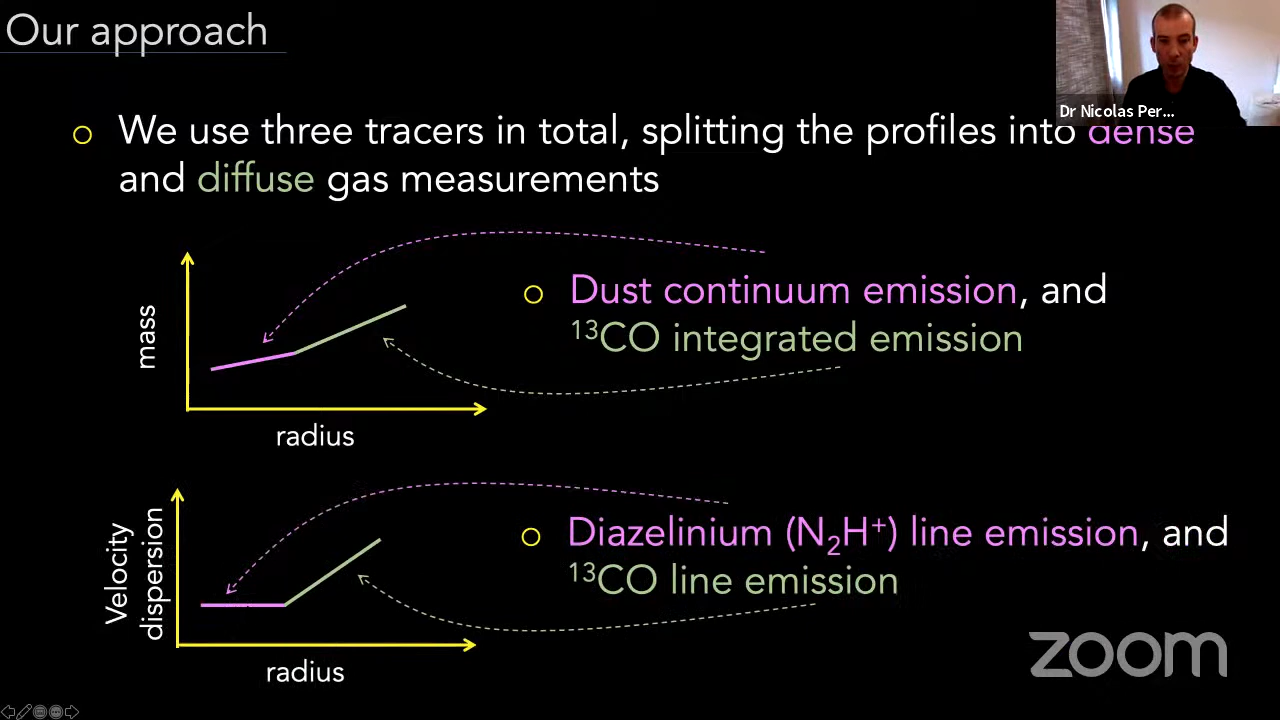 Our approach
Dr Nicolas Per...
We use three tracers in total, splitting the profiles into dense
and diffuse gas measurements
mass
radius
Dust continuum emission, and
¹³CO integrated emission
Velocity
dispersion
radius
Diazelinium (N₂H⁺) line emission, and
¹³CO line emission
zoom